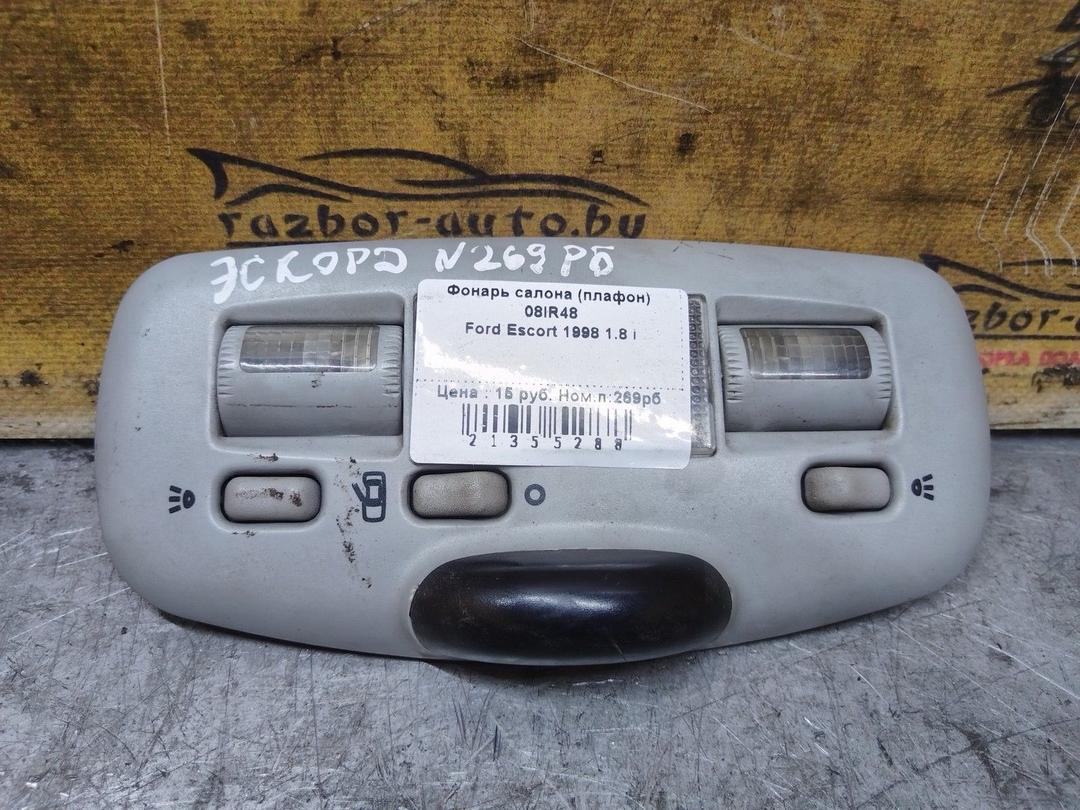 razbor-auto.by
ЭСКОРД N269РБ
Фонарь салона (плафон)
08IR48
Ford Escort 1998 1.8 i
Цена : 15 руб. Ном.п:269рб
21355288